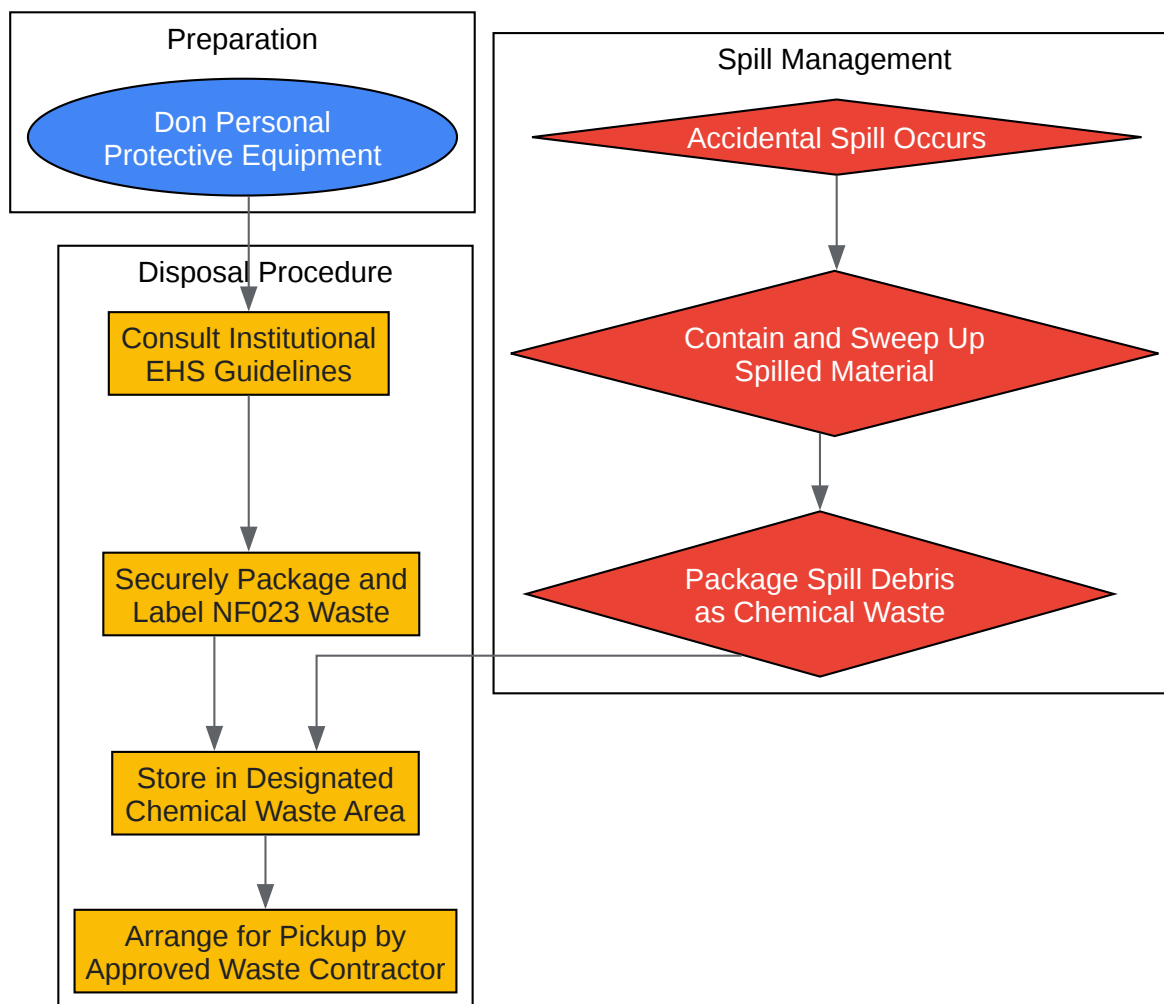 Preparation
Don Personal
Protective Equipment
Disposal Procedure
Consult Institutional
EHS Guidelines
Securely Package and
Label NF023 Waste
Store in Designated
Chemical Waste Area
Arrange for Pickup by
Approved Waste Contractor
Spill Management
Accidental Spill Occurs
Contain and Sweep Up
Spilled Material
Package Spill Debris
as Chemical Waste